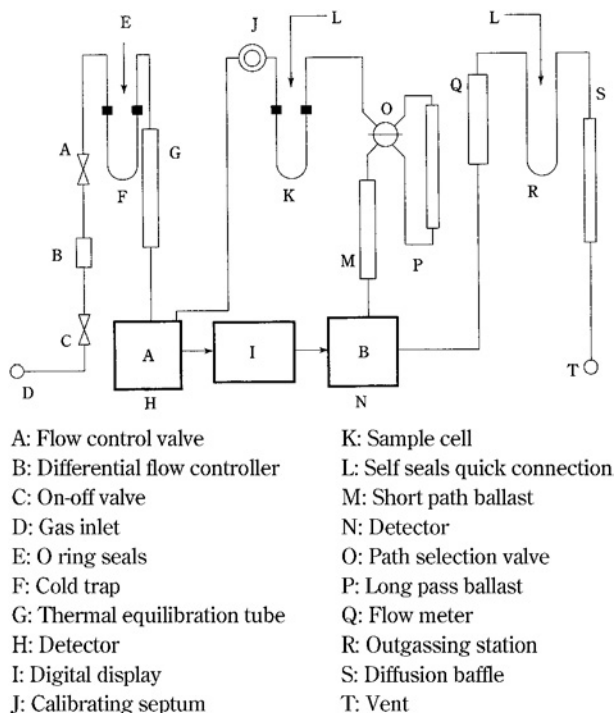 E
J
L
L
A
G
F
O
Q
S
K
R
B
M
P
C
A
I
B
T
D
H
N
A: Flow control valve
B: Differential flow controller
C: On-off valve
D: Gas inlet
E: O ring seals
F: Cold trap
G: Thermal equilibration tube
H: Detector
I: Digital display
J: Calibrating septum
K: Sample cell
L: Self seals quick connection
M: Short path ballast
N: Detector
O: Path selection valve
P: Long pass ballast
Q: Flow meter
R: Outgassing station
S: Diffusion baffle
T: Vent